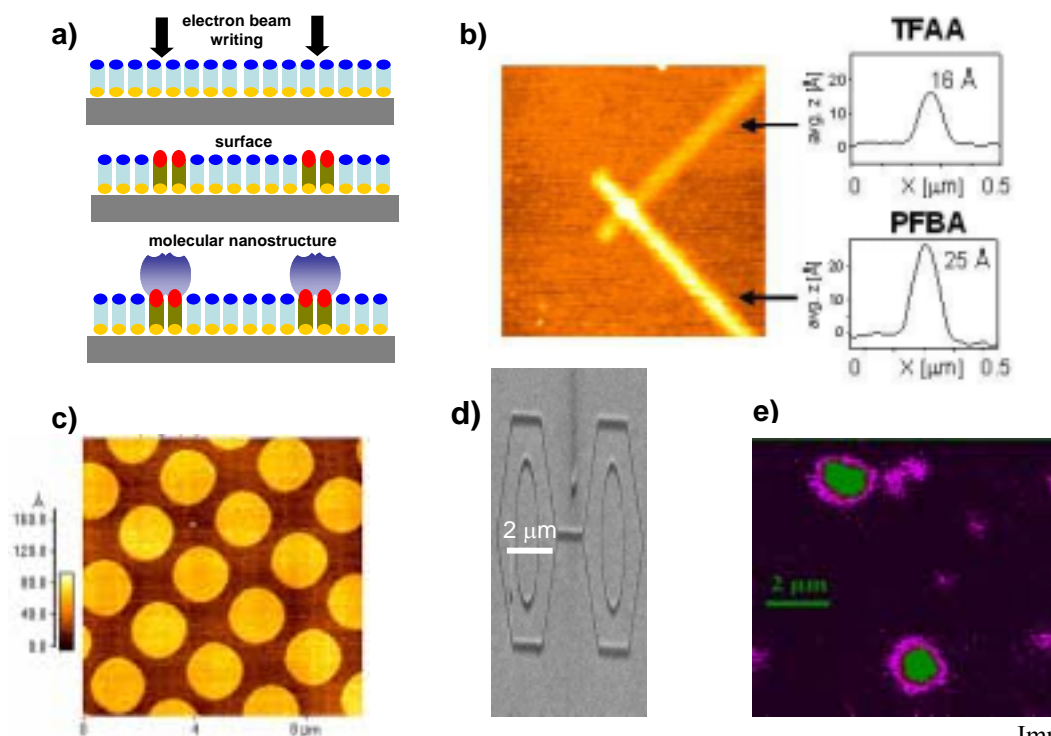 a)
electron beam
writing
surface
molecular nanostructure
b)
TFAA
avg. z [Å]
20
10
0
16 Å
0 X [µm] 0.5
PFBA
avg. z [Å]
20
10
0
25 Å
0 X [µm] 0.5
c)
Å
160.0
120.0
80.0
40.0
0.0
0 4 8 µm
d)
2 µm
e)
2 µm